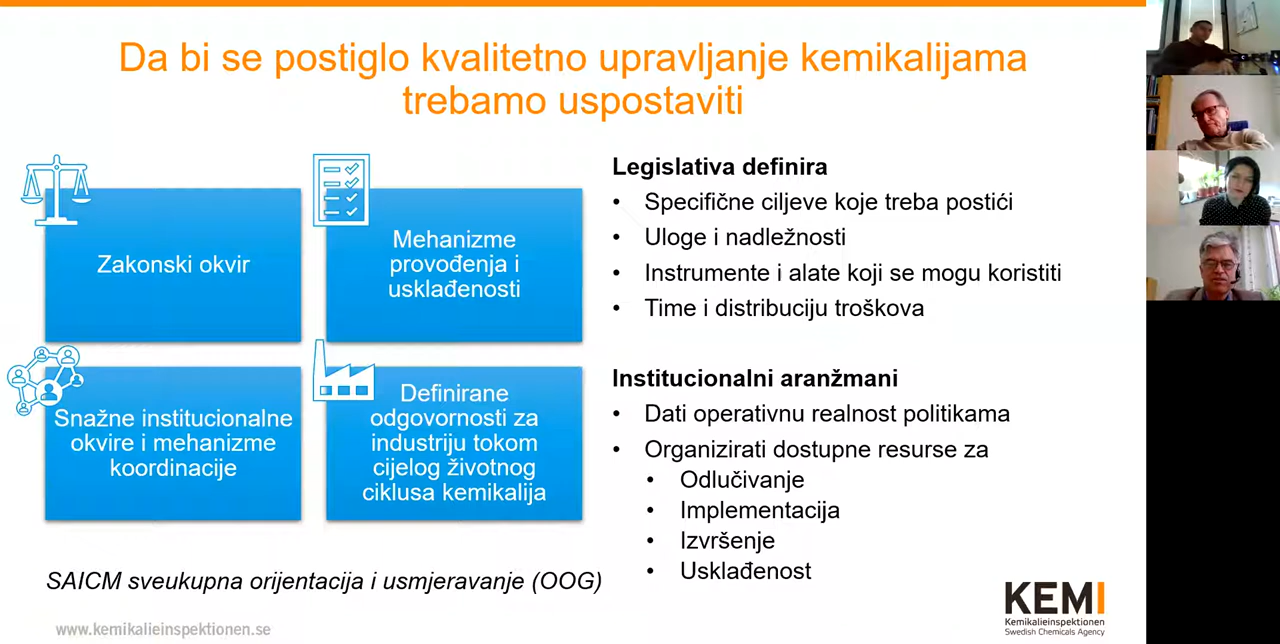 Da bi se postiglo kvalitetno upravljanje kemikalijama
trebamo uspostaviti
Zakonski okvir
Mehanizme
provođenja i
usklađenosti
Snažne institucionalne
okvire i mehanizme
koordinacije
Definirane
odgovornosti za
industriju tokom
cijelog životnog
ciklusa kemikalija
SAICM sveukupna orijentacija i usmjeravanje (OOG)
www.kemikalieinspektionen.se
Legislativa definira
• Specifične ciljeve koje treba postići
• Uloge i nadležnosti
• Instrumente i alate koji se mogu koristiti
• Time i distribuciju troškova
Institucionalni aranžmani
• Dati operativnu realnost politikama
• Organizirati dostupne resurse za
• Odlučivanje
• Implementacija
• Izvršenje
• Usklađenost
KEMI
Kemikalieinspektionen
Swedish Chemicals Agency